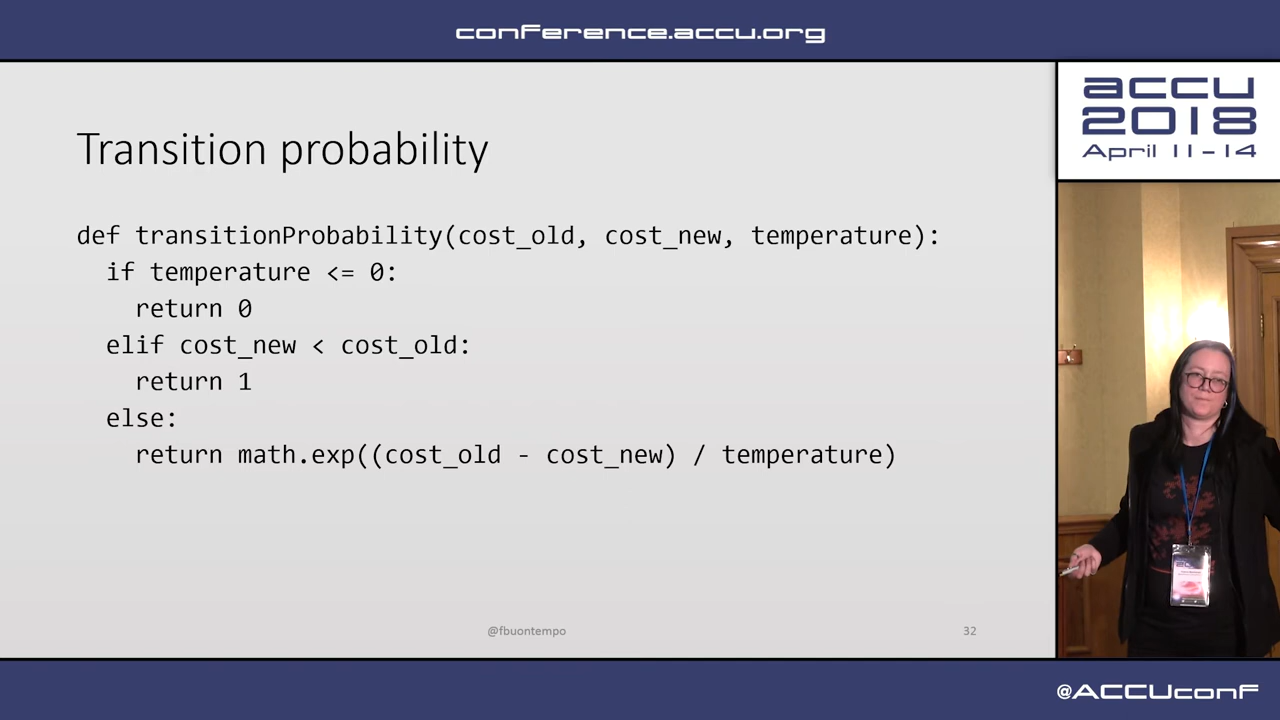 conference.accu.org
accu
2018
April 11-14
Transition probability
def transitionProbability(cost_old, cost_new, temperature):
if temperature <= 0:
return 0
elif cost_new < cost_old:
return 1
else:
return math.exp((cost_old - cost_new) / temperature)
@fbuontempo
32
@ACCUconf